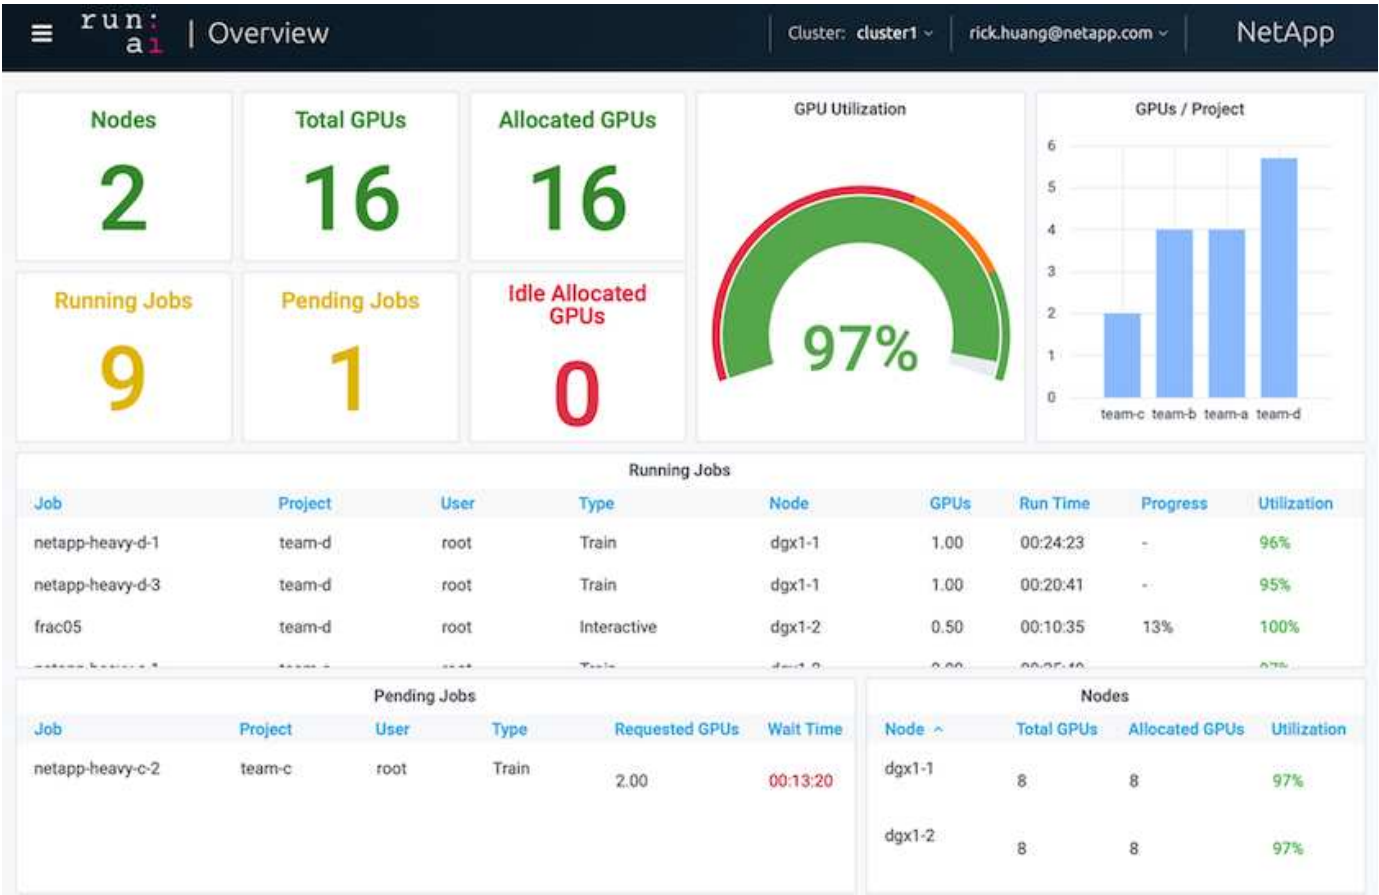 run:
ai | Overview
Cluster: cluster1
rick.huang@netapp.com
NetApp
Nodes
2
Total GPUs
16
Allocated GPUs
16
Running Jobs
9
Pending Jobs
1
Idle Allocated
GPUs
0
GPU Utilization
97%
GPUs / Project
6
5
4
3
2
1
0
team-c team-b team-a team-d
Running Jobs
Job Project User Type Node GPUs Run Time Progress Utilization
netapp-heavy-d-1 team-d root Train dgx1-1 1.00 00:24:23 - 96%
netapp-heavy-d-3 team-d root Train dgx1-1 1.00 00:20:41 - 95%
frac05 team-d root Interactive dgx1-2 0.50 00:10:35 13% 100%
Pending Jobs
Job Project User Type Requested GPUs Wait Time
netapp-heavy-c-2 team-c root Train 2.00 00:13:20
Nodes
Node Total GPUs Allocated GPUs Utilization
dgx1-1 8 8 97%
dgx1-2 8 8 97%